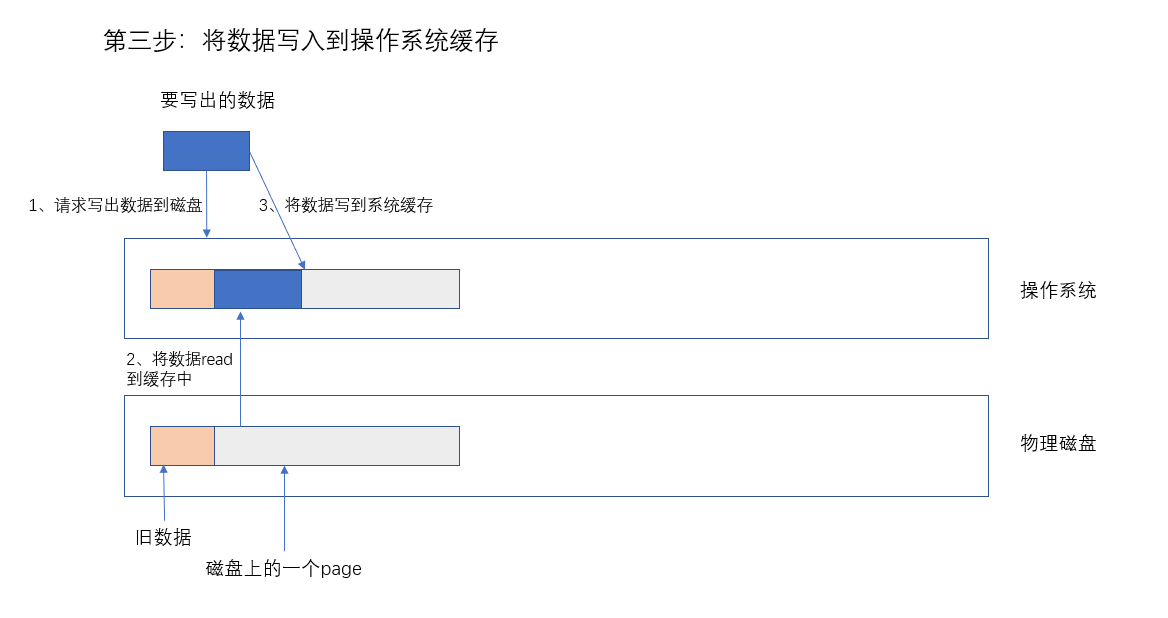 第三步：将数据写入到操作系统缓存
要写出的数据
1、请求写出数据到磁盘
3、将数据写到系统缓存
操作系统
2、将数据read
到缓存中
物理磁盘
旧数据
磁盘上的一个page